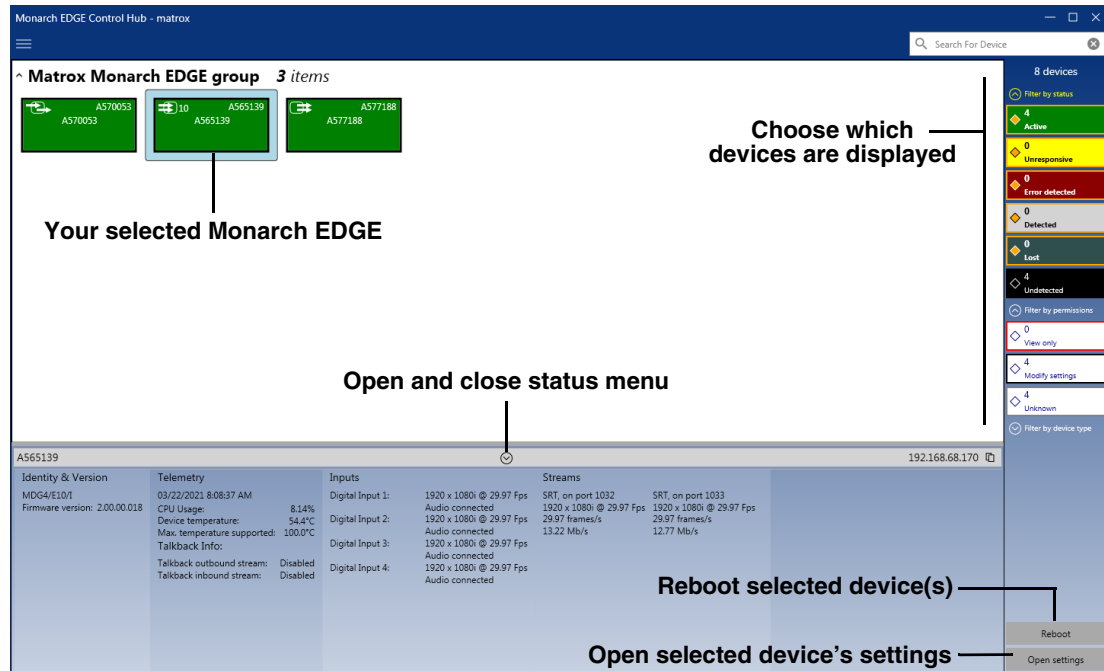 Monarch EDGE Control Hub - matrox
Search For Device
^ Matrox Monarch EDGE group 3 items
A570053
A570053
10 A565139
A565139
A577188
A577188
Choose which
devices are displayed
Your selected Monarch EDGE
Open and close status menu
8 devices
Filter by status
4
Active
0
Unresponsive
0
Error detected
0
Detected
0
Lost
4
Undetected
Filter by permissions
0
View only
4
Modify settings
4
Unknown
Filter by device type
A565139
192.168.68.170
Identity & Version
MDG4/E10/I
Firmware version: 2.00.00.018
Telemetry
03/22/2021 8:08:37 AM
CPU Usage: 8.14%
Device temperature: 54.4°C
Max. temperature supported: 100.0°C
Talkback Info:
Talkback outbound stream: Disabled
Talkback inbound stream: Disabled
Inputs
Digital Input 1: 1920 x 1080i @ 29.97 Fps
Audio connected
Digital Input 2: 1920 x 1080i @ 29.97 Fps
Audio connected
Digital Input 3: 1920 x 1080i @ 29.97 Fps
Audio connected
Digital Input 4: 1920 x 1080i @ 29.97 Fps
Audio connected
Streams
SRT, on port 1032
1920 x 1080i @ 29.97 Fps
29.97 frames/s
13.22 Mb/s
SRT, on port 1033
1920 x 1080i @ 29.97 Fps
29.97 frames/s
12.77 Mb/s
Reboot selected device(s)
Reboot
Open selected device's settings
Open settings